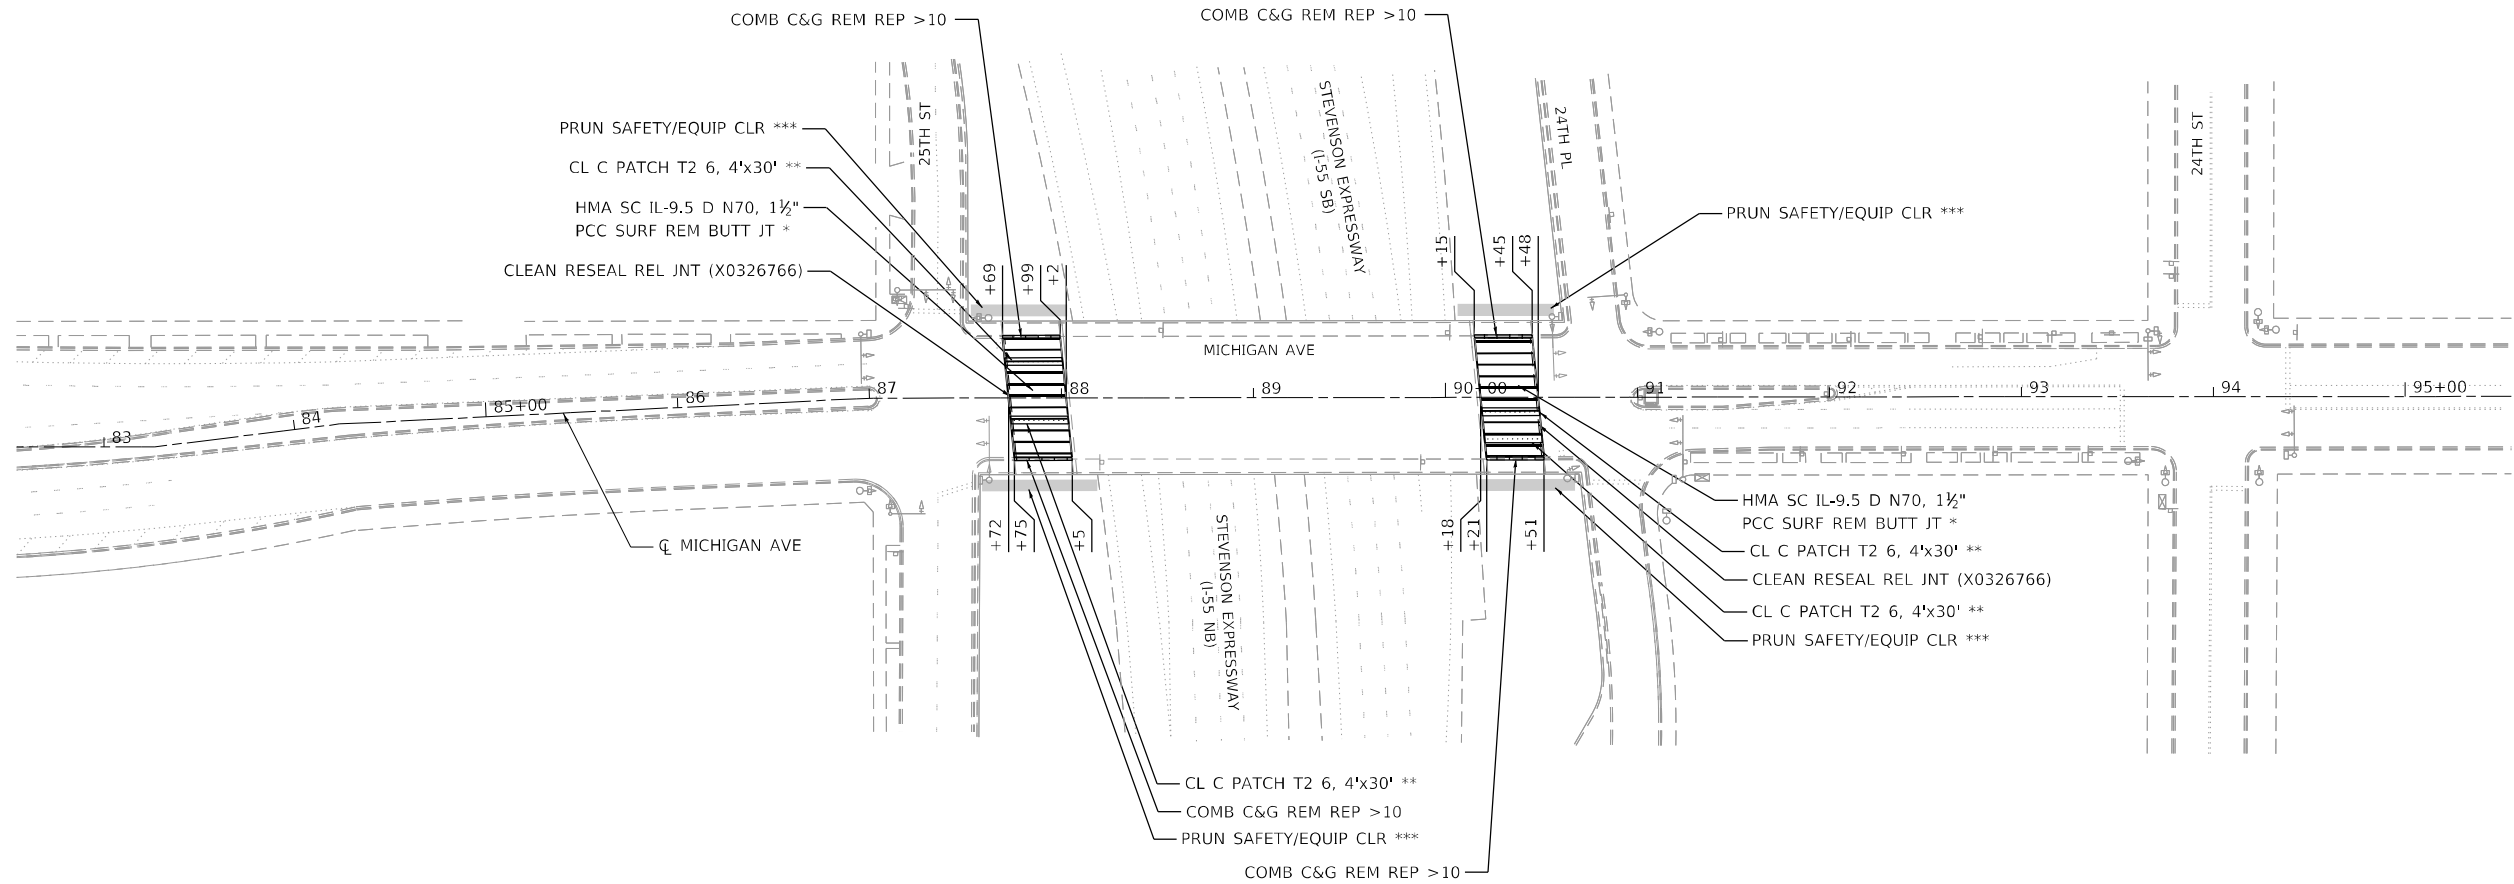 COMB C&G REM REP >10
COMB C&G REM REP >10
PRUN SAFETY/EQUIP CLR ***
CL C PATCH T2 6, 4'x30' **
HMA SC IL-9.5 D N70, 1½"
PCC SURF REM BUTT JT *
CLEAN RESEAL REL JNT (X0326766)
25TH ST
STEVENSON EXPRESSWAY
(I-55 SB)
24TH PL
24TH ST
PRUN SAFETY/EQUIP CLR ***
+69
+99
+2
+15
+45
+48
MICHIGAN AVE
83
84
85+00
86
87
88
89
90+00
91
92
93
94
95+00
+72
+75
+5
+18
+21
+51
℄ MICHIGAN AVE
STEVENSON EXPRESSWAY
(I-55 NB)
HMA SC IL-9.5 D N70, 1½"
PCC SURF REM BUTT JT *
CL C PATCH T2 6, 4'x30' **
CLEAN RESEAL REL JNT (X0326766)
CL C PATCH T2 6, 4'x30' **
PRUN SAFETY/EQUIP CLR ***
CL C PATCH T2 6, 4'x30' **
COMB C&G REM REP >10
PRUN SAFETY/EQUIP CLR ***
COMB C&G REM REP >10